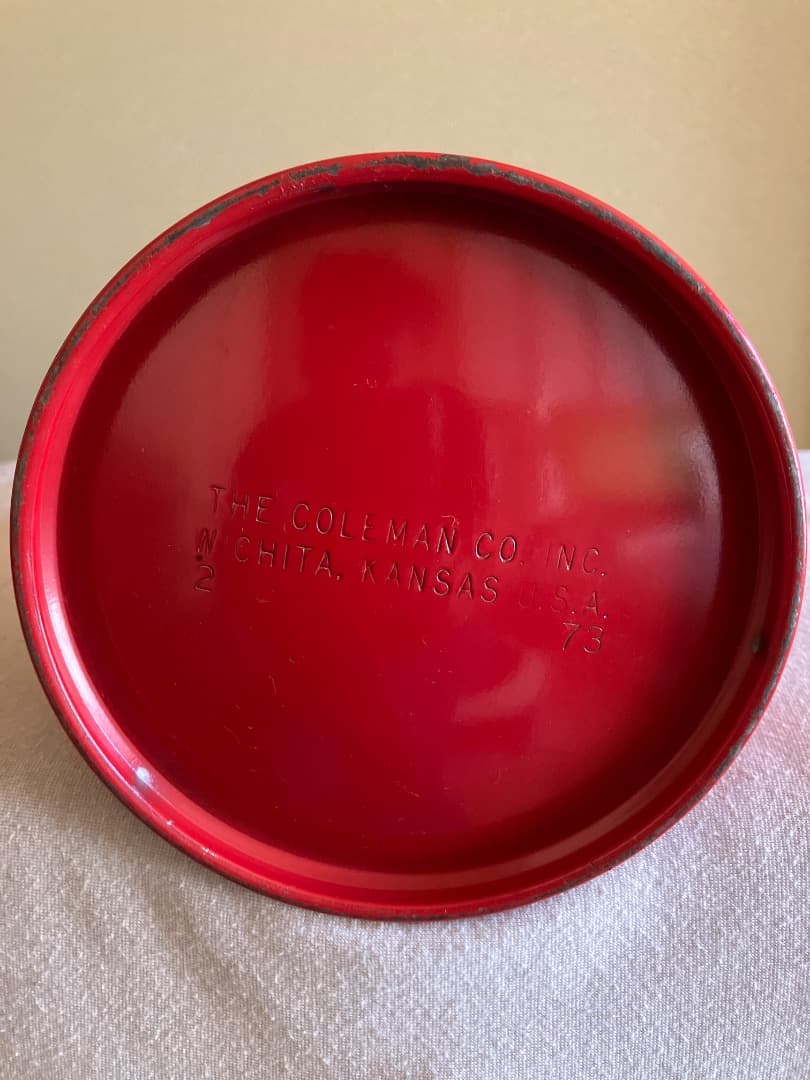 THE COLEMAN CO. INC.
WICHITA, KANSAS U.S.A.
2 73